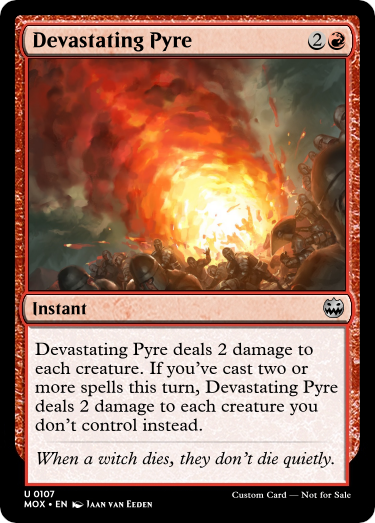 Devastating Pyre 2
Instant
Devastating Pyre deals 2 damage to
each creature. If you've cast two or
more spells this turn, Devastating Pyre
deals 2 damage to each creature you
don't control instead.
When a witch dies, they don't die quietly.
U 0107
MOX • EN Jaan van Eeden
Custom Card — Not for Sale